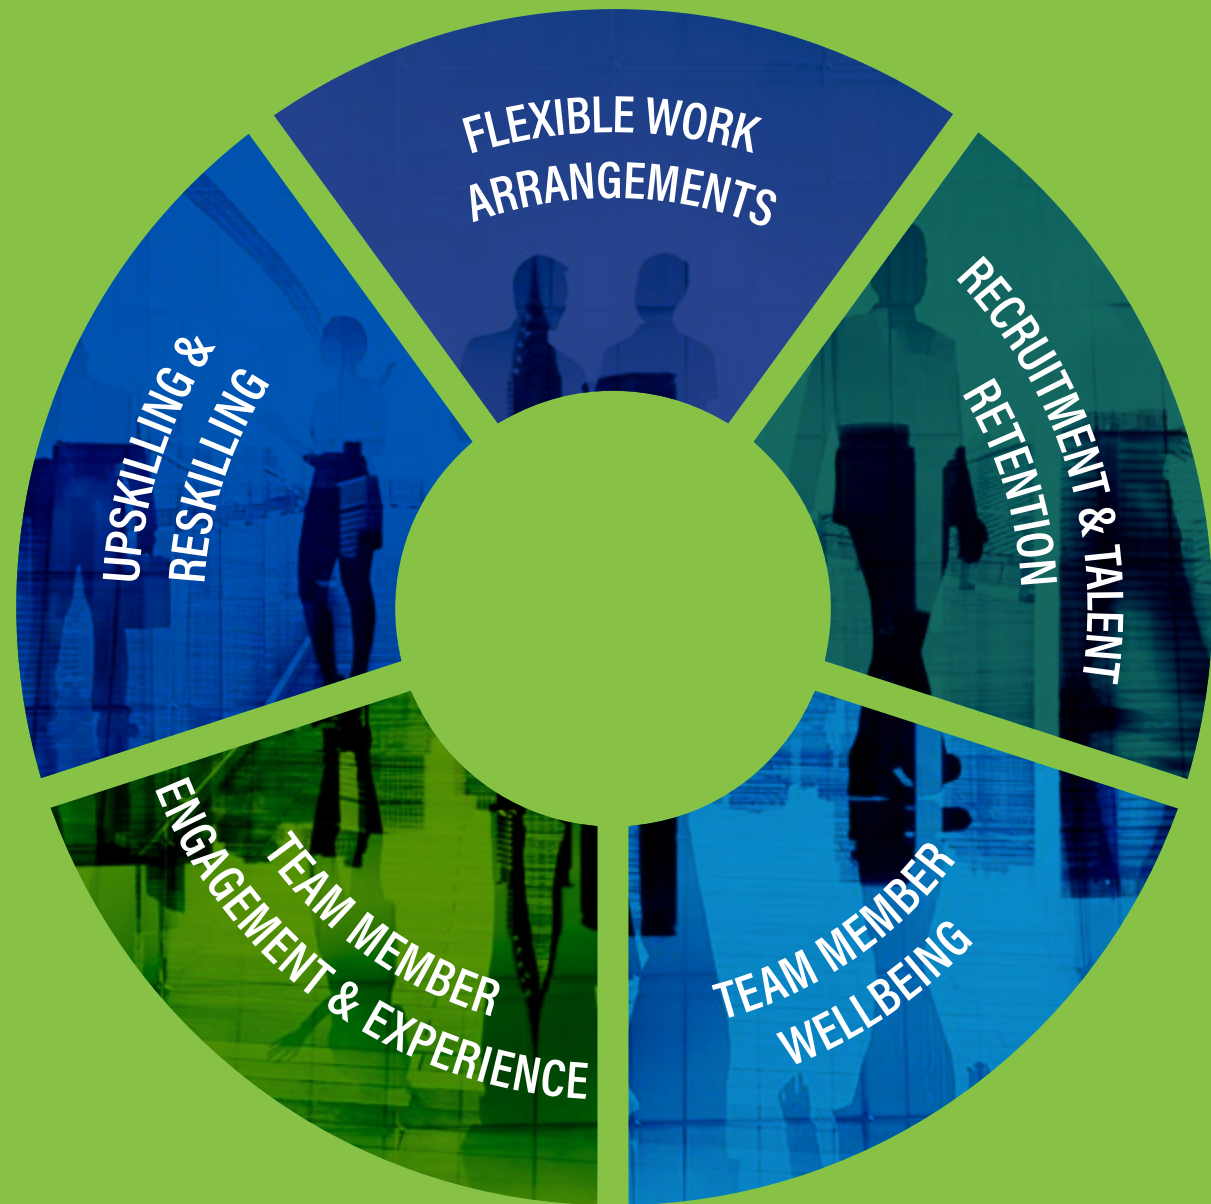 FLEXIBLE WORK
ARRANGEMENTS
RECRUITMENT & TALENT
RETENTION
TEAM MEMBER
WELLBEING
TEAM MEMBER
ENGAGEMENT & EXPERIENCE
UPSKILLING &
RESKILLING